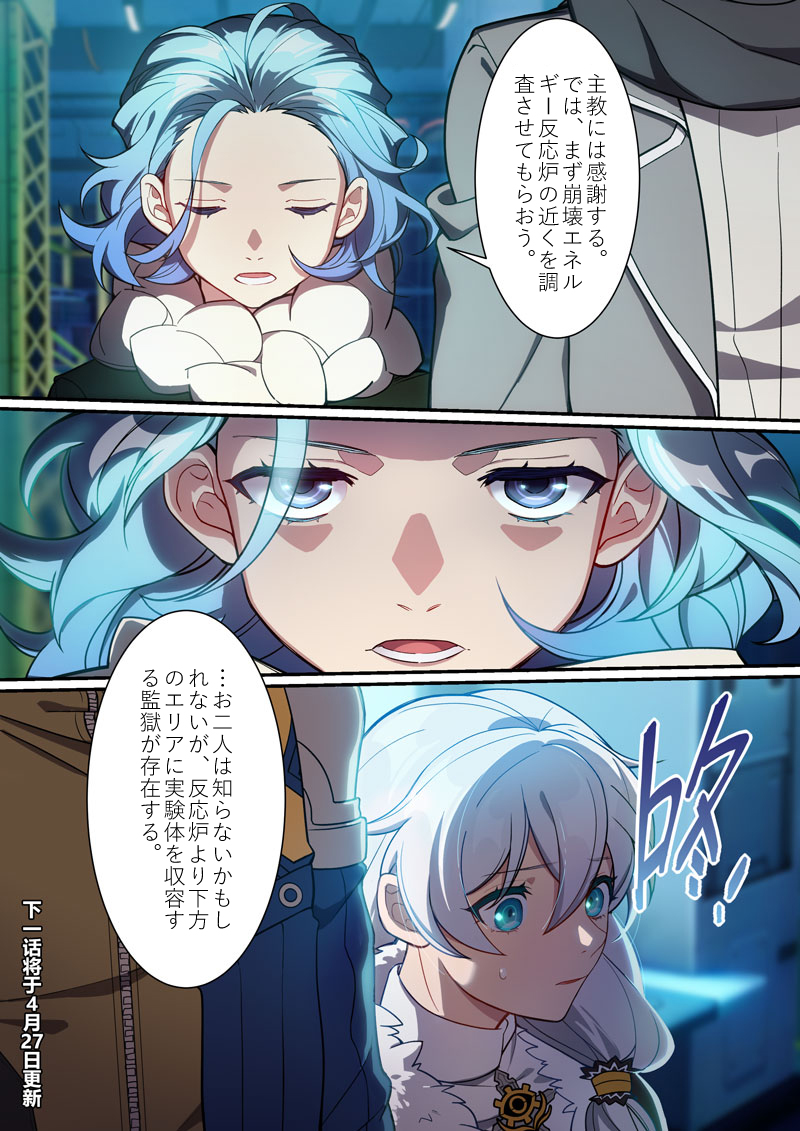 主教には感謝する。
では、まず崩壊エネル
ギー反応炉の近くを調
査させてもらおう。
…お二人は知らないかもし
れないが、反応炉より下方
のエリアに実験体を収容す
る監獄が存在する。
下一话将于4月27日更新